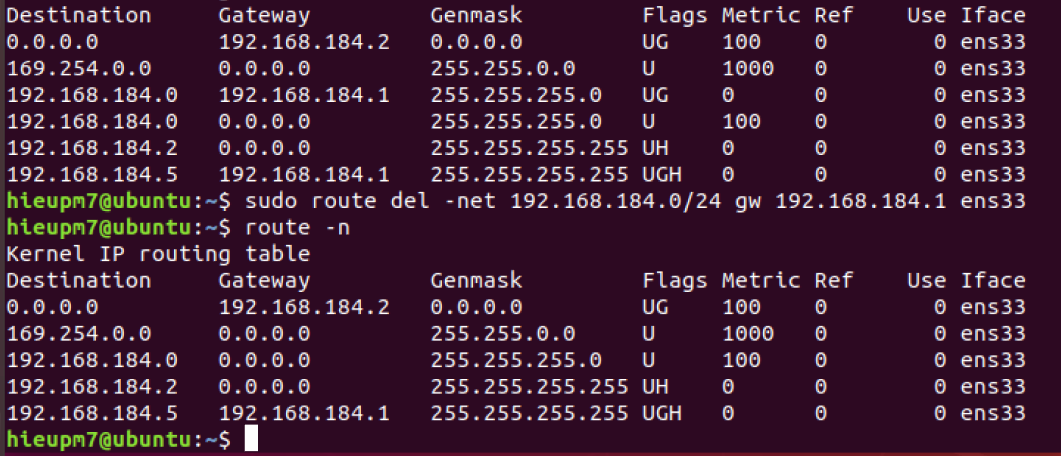 Destination     Gateway         Genmask         Flags Metric Ref    Use Iface
0.0.0.0         192.168.184.2   0.0.0.0         UG    100    0        0 ens33
169.254.0.0     0.0.0.0         255.255.0.0     U     1000   0        0 ens33
192.168.184.0   192.168.184.1   255.255.255.0   UG    0      0        0 ens33
192.168.184.0   0.0.0.0         255.255.255.0   U     100    0        0 ens33
192.168.184.2   0.0.0.0         255.255.255.255 UH    0      0        0 ens33
192.168.184.5   192.168.184.1   255.255.255.255 UGH   0      0        0 ens33
hieupm7@ubuntu:~$ sudo route del -net 192.168.184.0/24 gw 192.168.184.1 ens33
hieupm7@ubuntu:~$ route -n
Kernel IP routing table
Destination     Gateway         Genmask         Flags Metric Ref    Use Iface
0.0.0.0         192.168.184.2   0.0.0.0         UG    100    0        0 ens33
169.254.0.0     0.0.0.0         255.255.0.0     U     1000   0        0 ens33
192.168.184.0   0.0.0.0         255.255.255.0   U     100    0        0 ens33
192.168.184.2   0.0.0.0         255.255.255.255 UH    0      0        0 ens33
192.168.184.5   192.168.184.1   255.255.255.255 UGH   0      0        0 ens33
hieupm7@ubuntu:~$